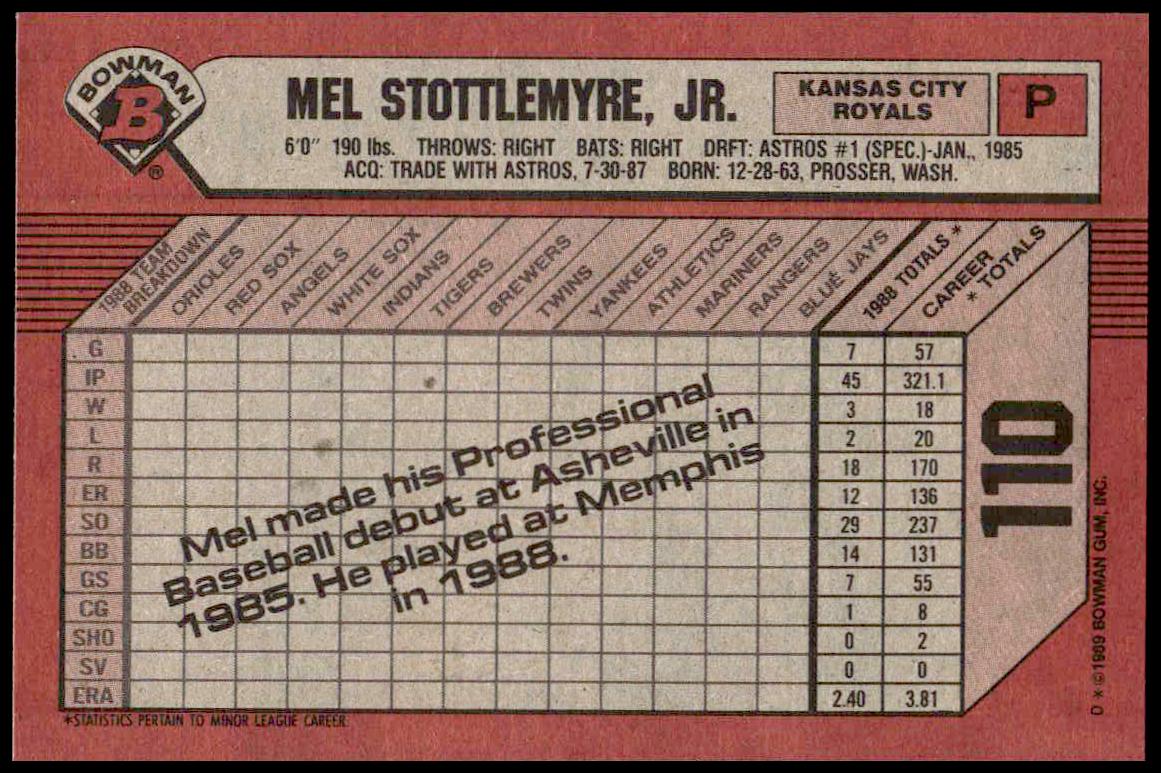 BOWMAN
B
®
MEL STOTTLEMYRE, JR.
KANSAS CITY
ROYALS
P
6'0" 190 lbs. THROWS: RIGHT BATS: RIGHT DRFT: ASTROS #1 (SPEC.)-JAN., 1985
ACQ: TRADE WITH ASTROS, 7-30-87 BORN: 12-28-63, PROSSER, WASH.
1988 TEAM
BREAKDOWN
ORIOLES
RED SOX
ANGELS
WHITE SOX
INDIANS
TIGERS
BREWERS
TWINS
YANKEES
ATHLETICS
MARINERS
RANGERS
BLUE JAYS
1988 TOTALS *
CAREER
* TOTALS
G 7 57
IP 45 321.1
W 3 18
L 2 20
R 18 170
ER 12 136
SO 29 237
BB 14 131
GS 7 55
CG 1 8
SHO 0 2
SV 0 0
ERA 2.40 3.81
Mel made his Professional
Baseball debut at Asheville in
1985. He played at Memphis
in 1988.
110
*STATISTICS PERTAIN TO MINOR LEAGUE CAREER.
D * © 1989 BOWMAN GUM, INC.